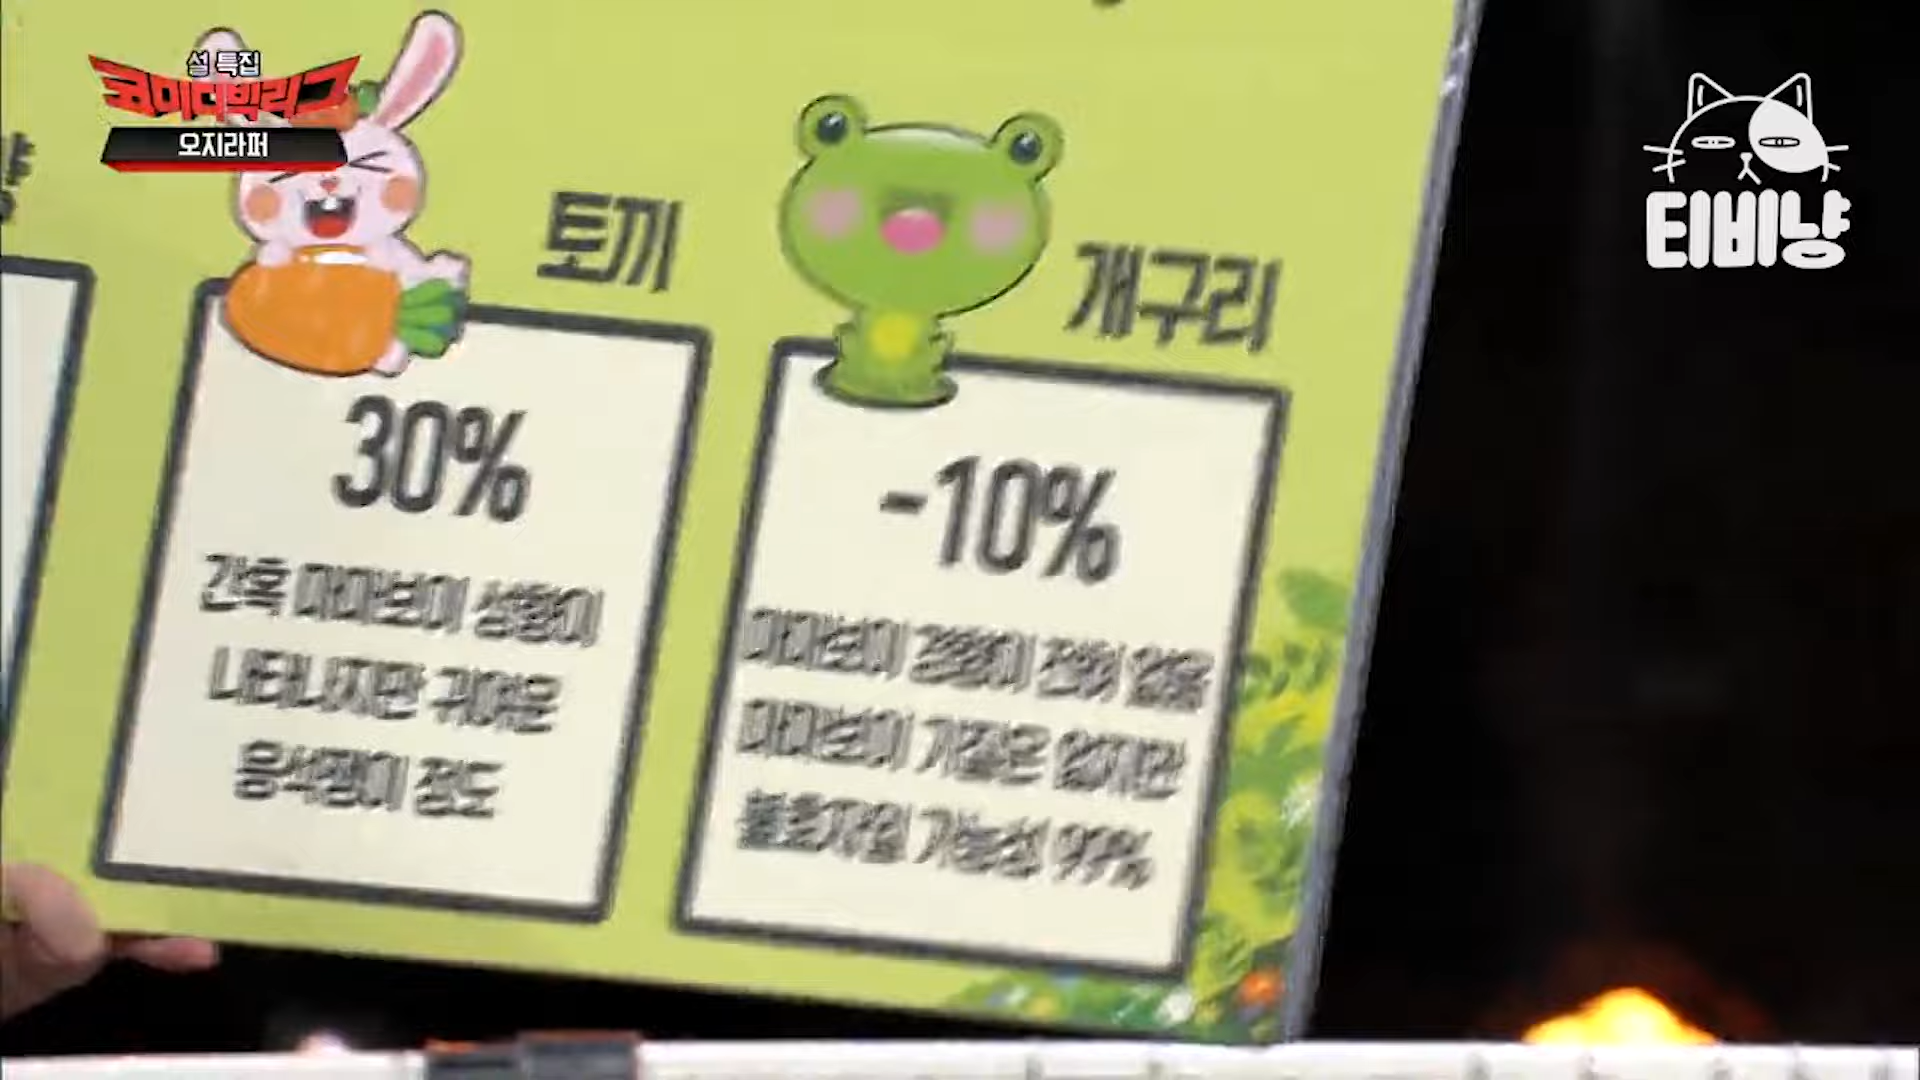 설 특집
코미디빅리그
오지라퍼
티비냥
토끼
30%
간혹 마마보이 성향이
나타나지만 귀여운
응석쟁이 정도
개구리
-10%
마마보이 경향이 전혀 없음
마마보이 기질은 없지만
불효자일 가능성 99%